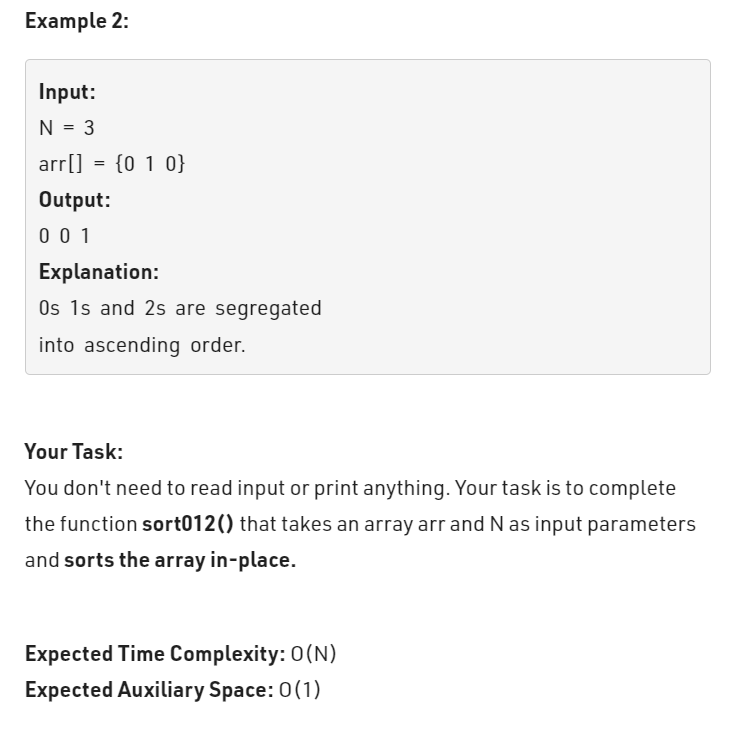 Example 2:
Input:
N = 3
arr[] = {0 1 0}
Output:
0 0 1
Explanation:
0s 1s and 2s are segregated
into ascending order.
Your Task:
You don't need to read input or print anything. Your task is to complete
the function sort012() that takes an array arr and N as input parameters
and sorts the array in-place.
Expected Time Complexity: O(N)
Expected Auxiliary Space: O(1)